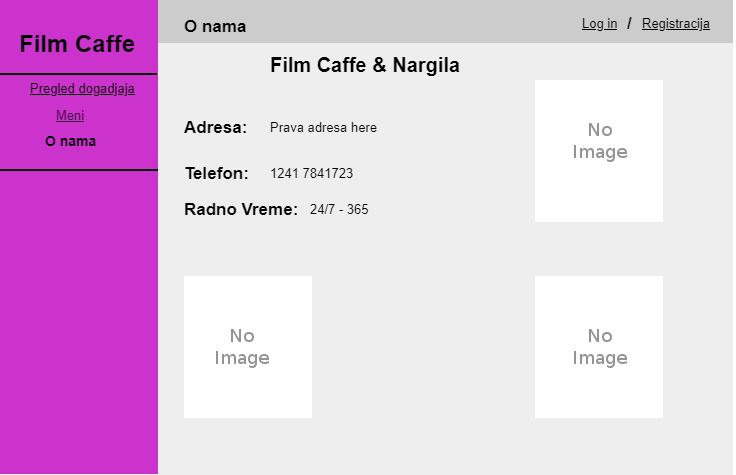 Film Caffe
Pregled dogadjaja
Meni
O nama
O nama
Log in / Registracija
Film Caffe & Nargila
Adresa: Prava adresa here
Telefon: 1241 7841723
Radno Vreme: 24/7 - 365
No
Image
No
Image
No
Image